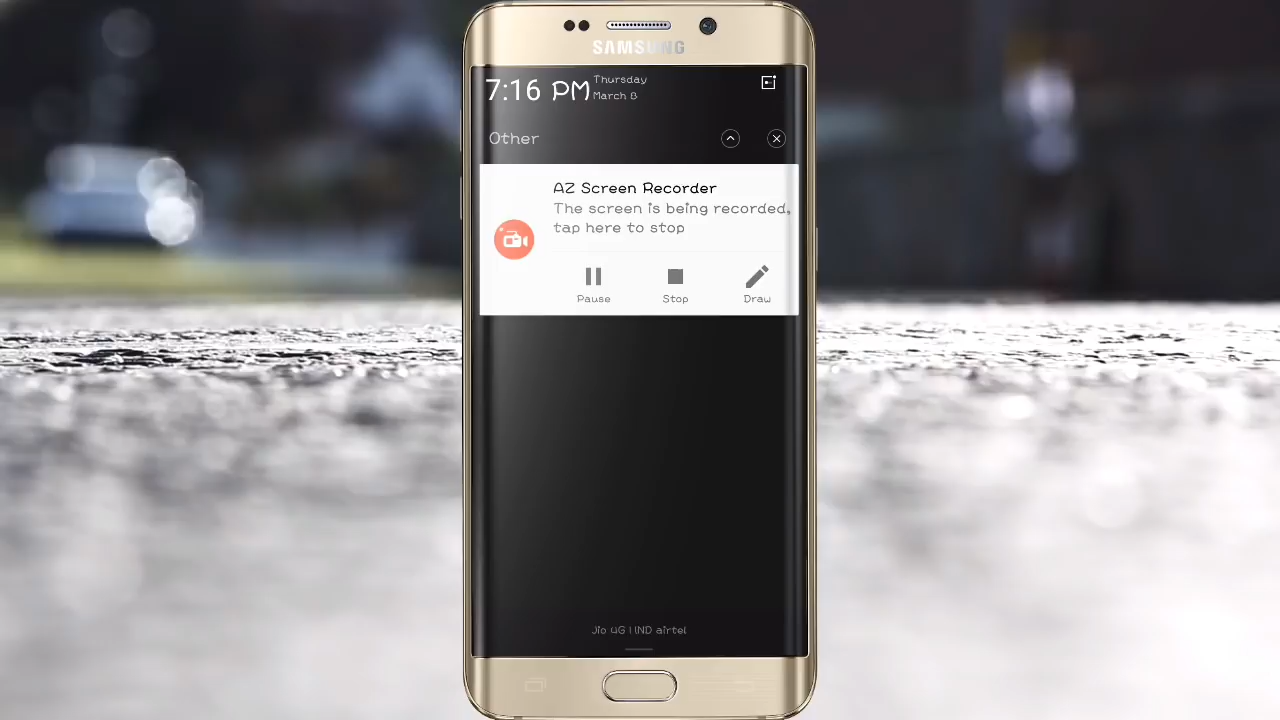 SAMSUNG
7:16 PM
Thursday
March 8
Other
AZ Screen Recorder
The screen is being recorded,
tap here to stop
Pause
Stop
Draw
Jio 4G | IND airtel